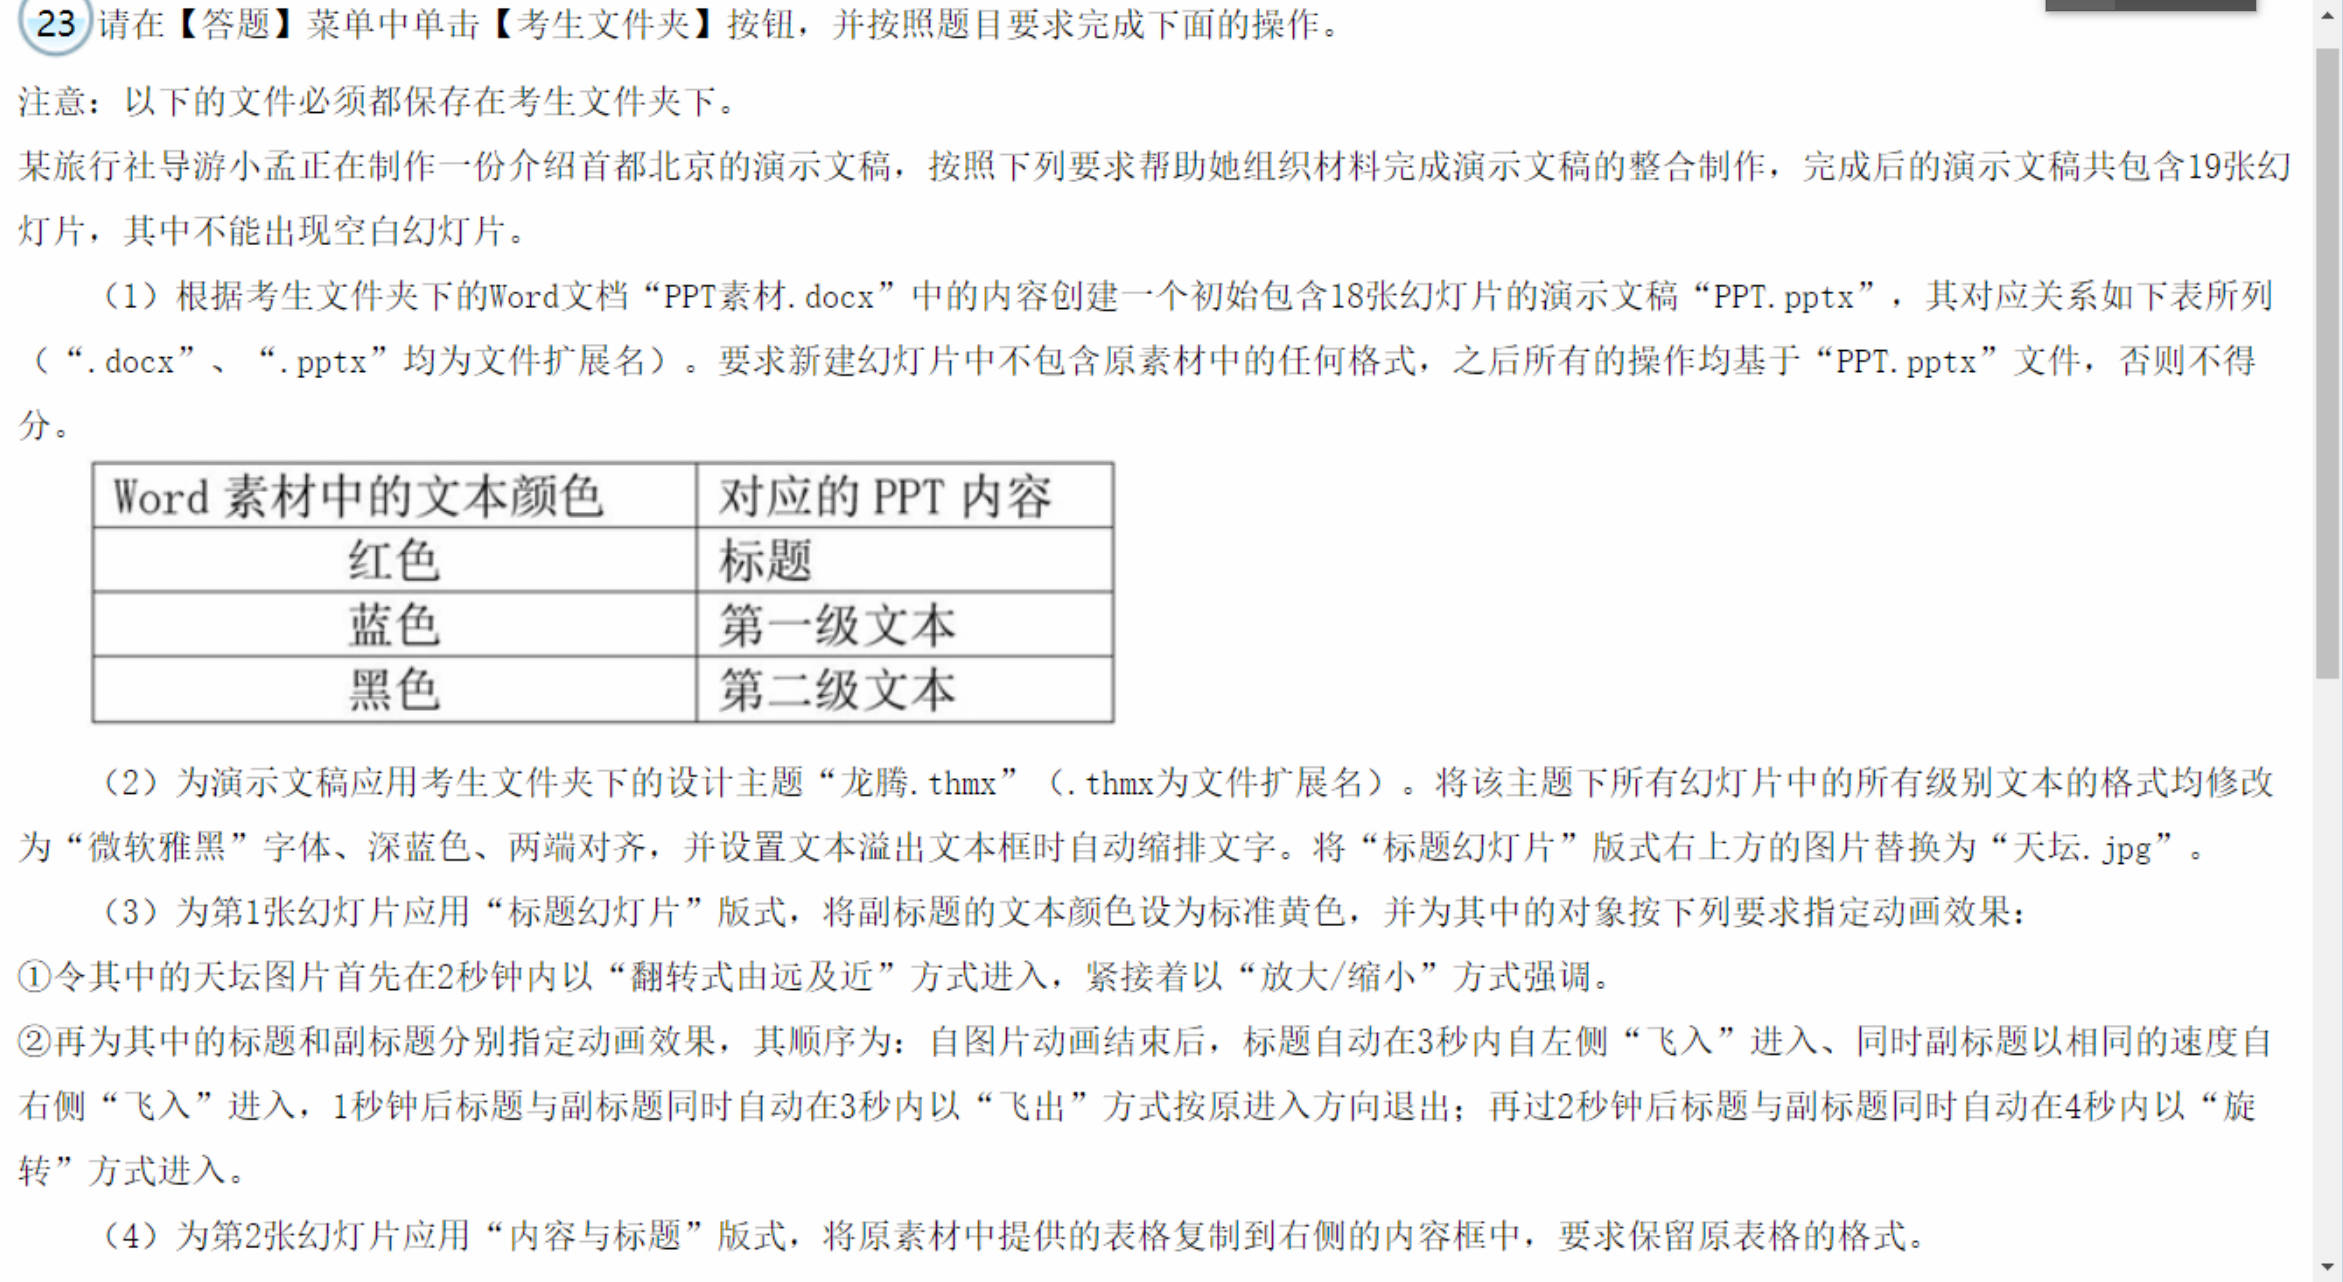 23 请在【答题】菜单中单击【考生文件夹】按钮，并按照题目要求完成下面的操作。
注意：以下的文件必须都保存在考生文件夹下。
某旅行社导游小孟正在制作一份介绍首都北京的演示文稿，按照下列要求帮助她组织材料完成演示文稿的整合制作，完成后的演示文稿共包含19张幻
灯片，其中不能出现空白幻灯片。
（1）根据考生文件夹下的Word文档“PPT素材.docx”中的内容创建一个初始包含18张幻灯片的演示文稿“PPT.pptx”，其对应关系如下表所列
（“.docx”、“.pptx”均为文件扩展名）。要求新建幻灯片中不包含原素材中的任何格式，之后所有的操作均基于“PPT.pptx”文件，否则不得
分。
Word 素材中的文本颜色 对应的 PPT 内容
红色 标题
蓝色 第一级文本
黑色 第二级文本
（2）为演示文稿应用考生文件夹下的设计主题“龙腾.thmx”（.thmx为文件扩展名）。将该主题下所有幻灯片中的所有级别文本的格式均修改
为“微软雅黑”字体、深蓝色、两端对齐，并设置文本溢出文本框时自动缩排文字。将“标题幻灯片”版式右上方的图片替换为“天坛.jpg”。
（3）为第1张幻灯片应用“标题幻灯片”版式，将副标题的文本颜色设为标准黄色，并为其中的对象按下列要求指定动画效果：
①令其中的天坛图片首先在2秒钟内以“翻转式由远及近”方式进入，紧接着以“放大/缩小”方式强调。
②再为其中的标题和副标题分别指定动画效果，其顺序为：自图片动画结束后，标题自动在3秒内自左侧“飞入”进入、同时副标题以相同的速度自
右侧“飞入”进入，1秒钟后标题与副标题同时自动在3秒内以“飞出”方式按原进入方向退出；再过2秒钟后标题与副标题同时自动在4秒内以“旋
转”方式进入。
（4）为第2张幻灯片应用“内容与标题”版式，将原素材中提供的表格复制到右侧的内容框中，要求保留原表格的格式。